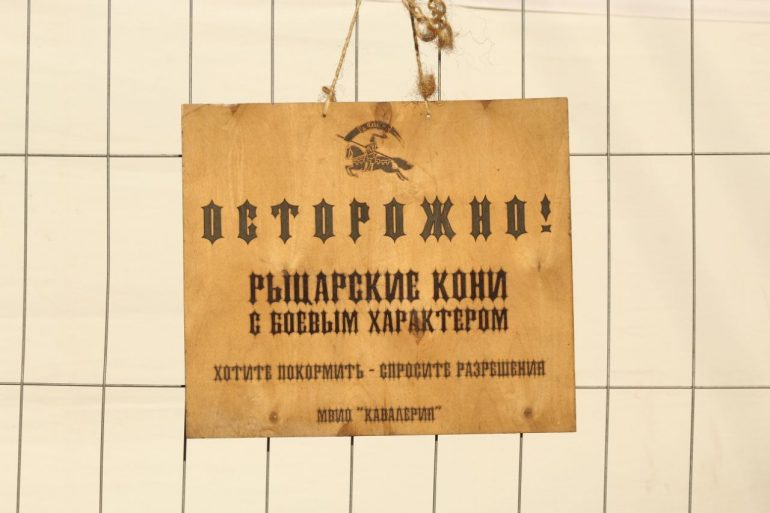 ОСТОРОЖНО!
РЫЦАРСКИЕ КОНИ
С БОЕВЫМ ХАРАКТЕРОМ
ХОТИТЕ ПОКОРМИТЬ - СПРОСИТЕ РАЗРЕШЕНИЯ
МВИО "КАВАЛЕРИЯ"